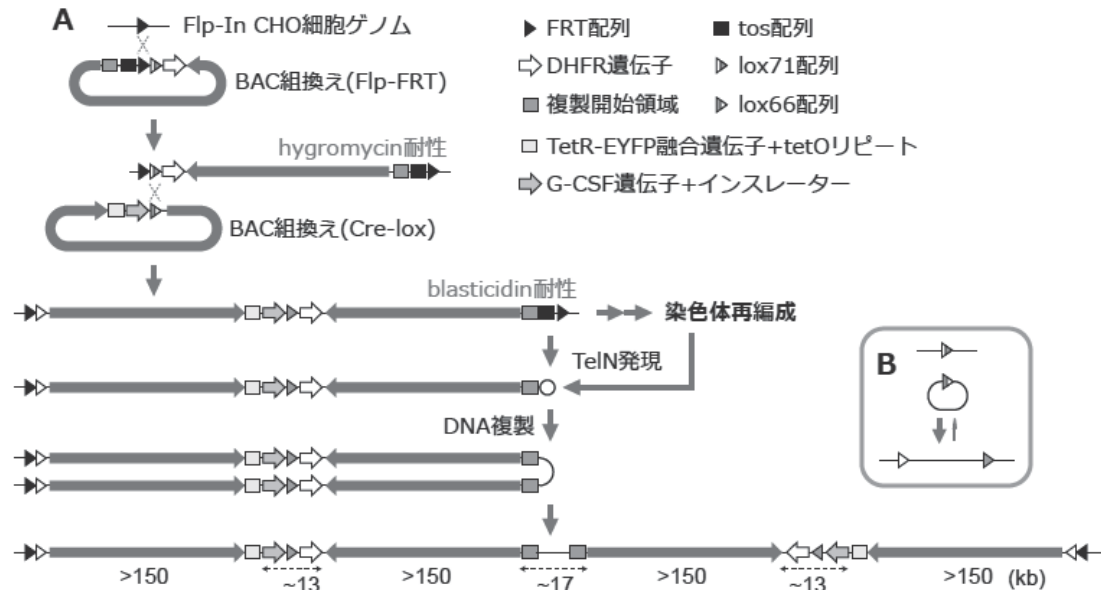 A
Flp-In CHO細胞ゲノム
BAC組換え(Flp-FRT)
FRT配列
tos配列
DHFR遺伝子
lox71配列
複製開始領域
lox66配列
TetR-EYFP融合遺伝子+tetOリピート
G-CSF遺伝子+インスレーター
hygromycin耐性
BAC組換え(Cre-lox)
blasticidin耐性
染色体再編成
TelN発現
B
DNA複製
>150
~13
>150
~17
>150
~13
>150
(kb)